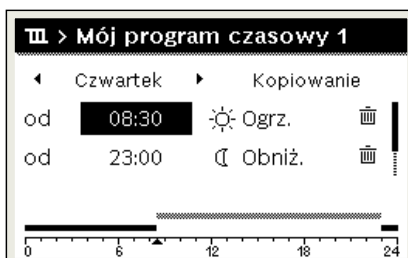 > Mój program czasowy 1
Czwartek Kopiowanie
od 08:30 Ogrz.
od 23:00 Obniż.
0 6 12 18 24